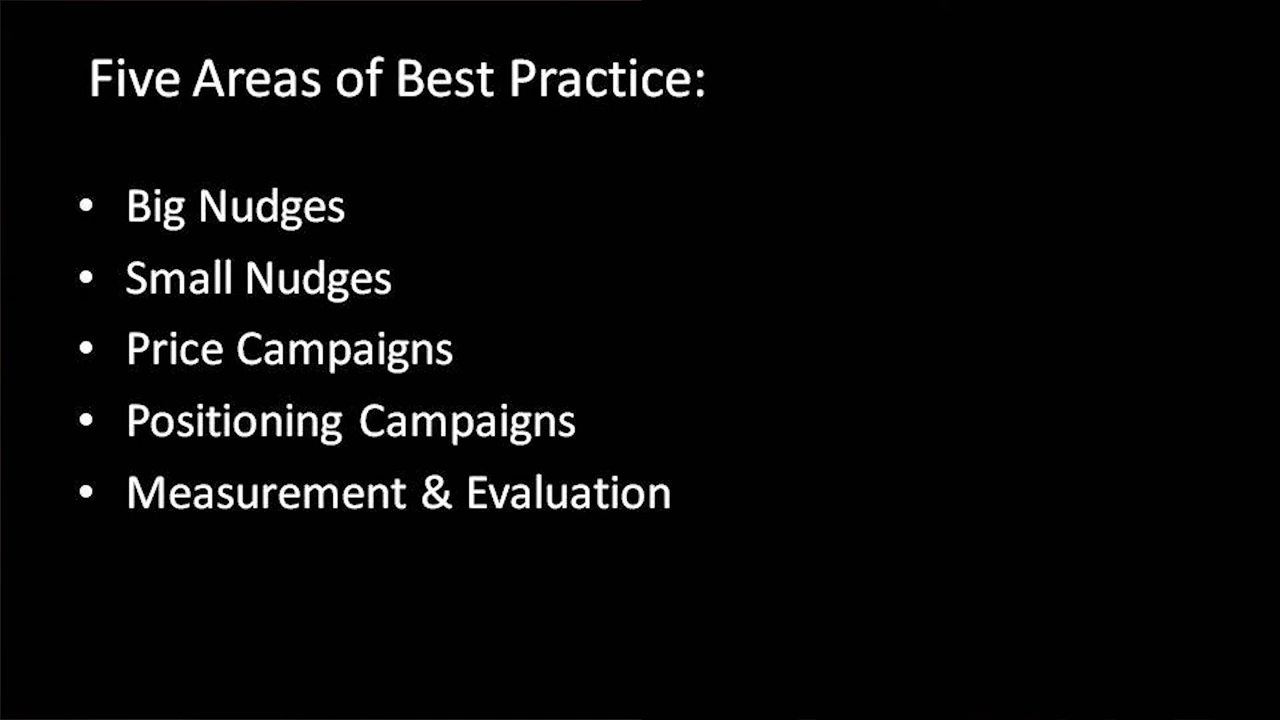 Five Areas of Best Practice:
• Big Nudges
• Small Nudges
• Price Campaigns
• Positioning Campaigns
• Measurement & Evaluation